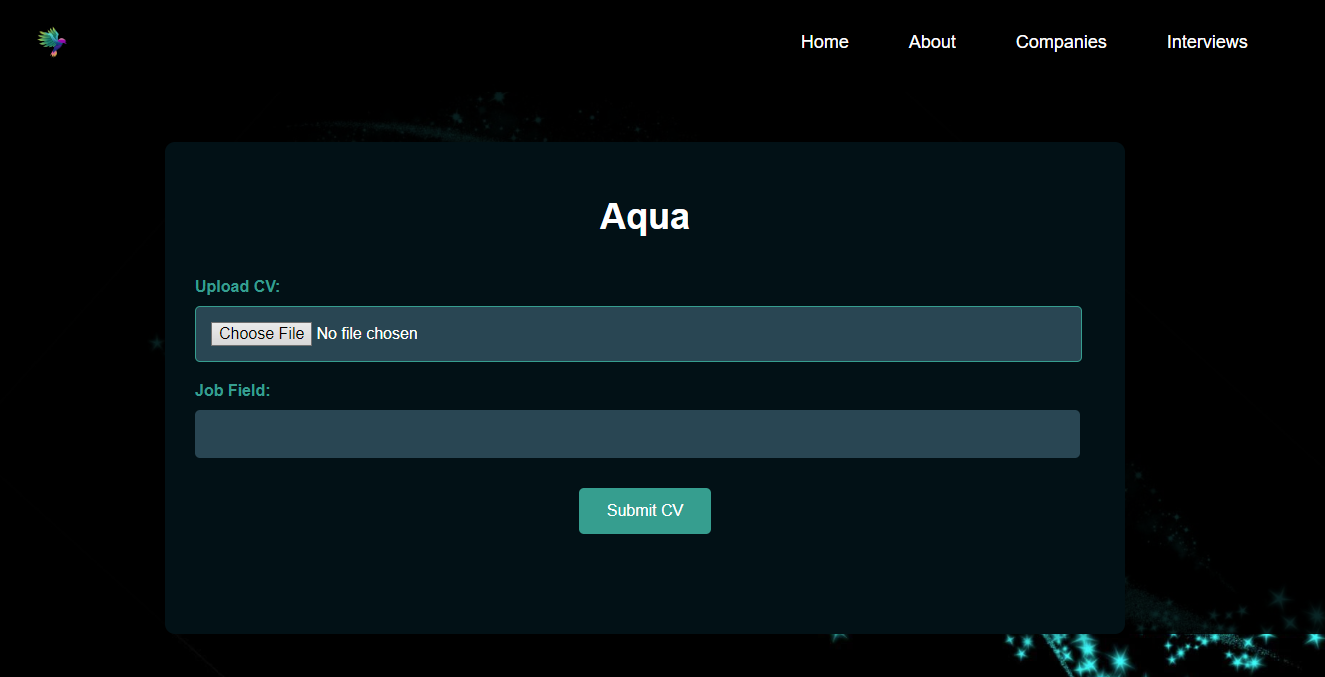 Home About Companies Interviews
Aqua
Upload CV:
Choose File No file chosen
Job Field:
Submit CV